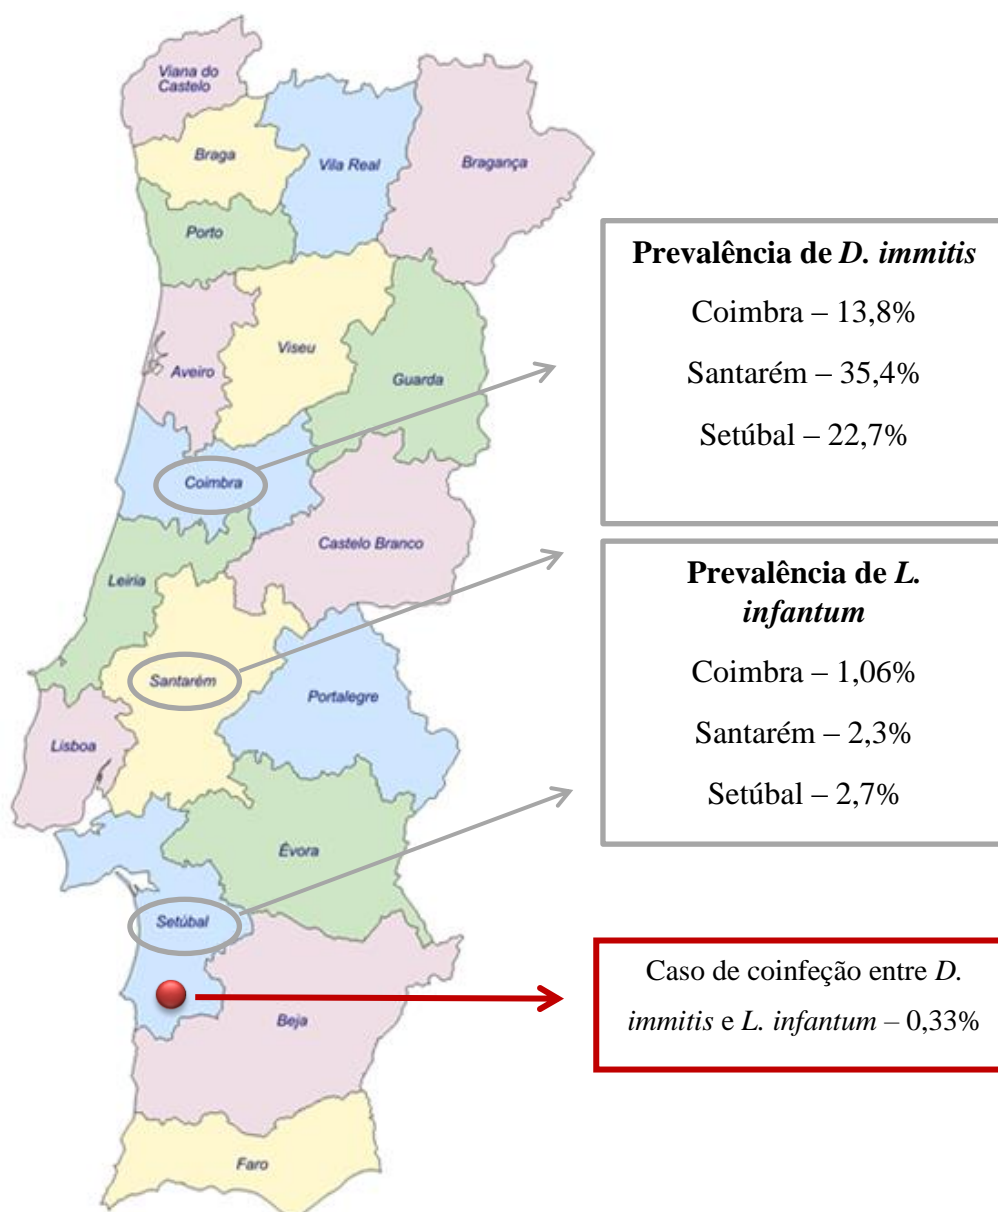 Viana do
Castelo
Braga
Vila Real
Bragança
Porto
Viseu
Aveiro
Guarda
Coimbra
Castelo Branco
Leiria
Santarém
Portalegre
Lisboa
Évora
Setúbal
Beja
Faro
Prevalência de D. immitis
Coimbra – 13,8%
Santarém – 35,4%
Setúbal – 22,7%
Prevalência de L.
infantum
Coimbra – 1,06%
Santarém – 2,3%
Setúbal – 2,7%
Caso de coinfeção entre D.
immitis e L. infantum – 0,33%